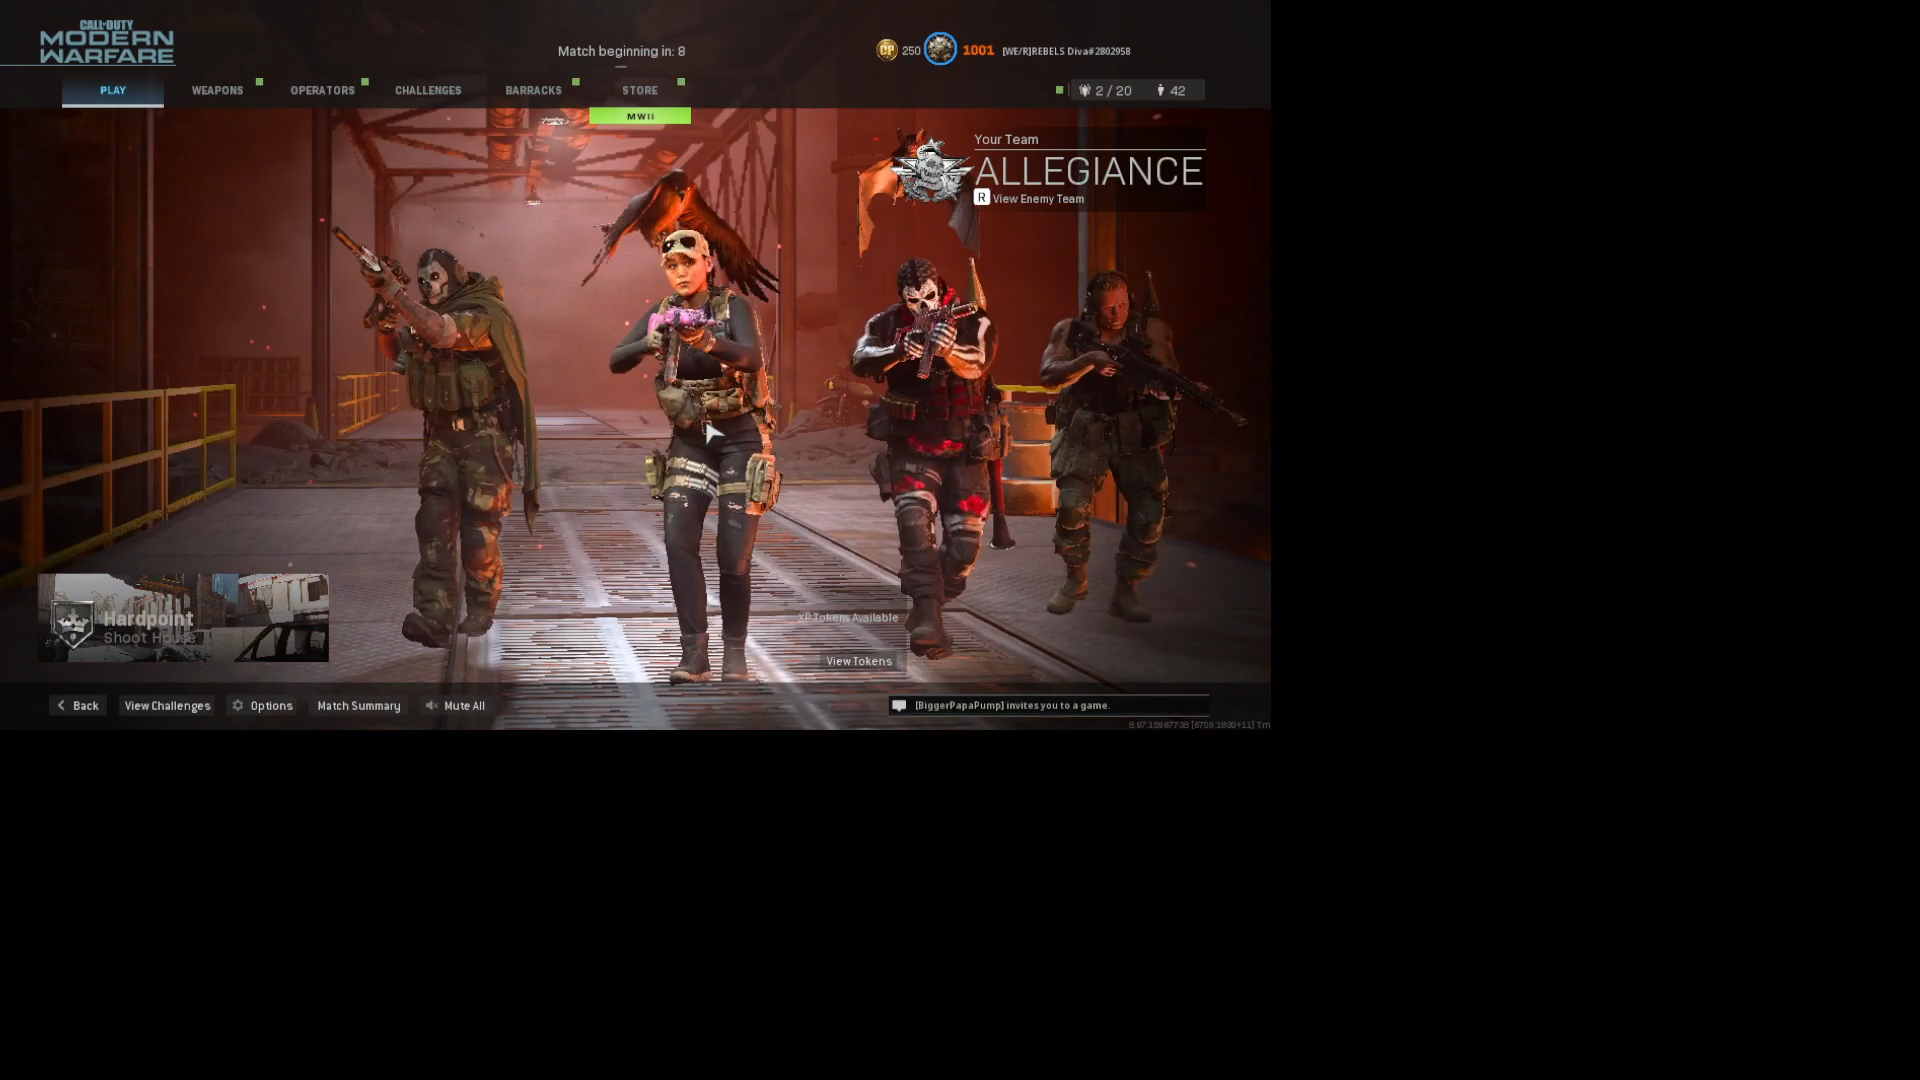 CALL OF DUTY
MODERN
WARFARE
Match beginning in: 8
CP 250 1001 [WE/R]REBELS Diva#2802958
PLAY WEAPONS OPERATORS CHALLENGES BARRACKS STORE
2 / 20 42
MWII
Your Team
ALLEGIANCE
R View Enemy Team
Hardpoint
Shoot House
XP Tokens Available
View Tokens
Back View Challenges Options Match Summary Mute All
[BiggerPapaPump] invites you to a game.